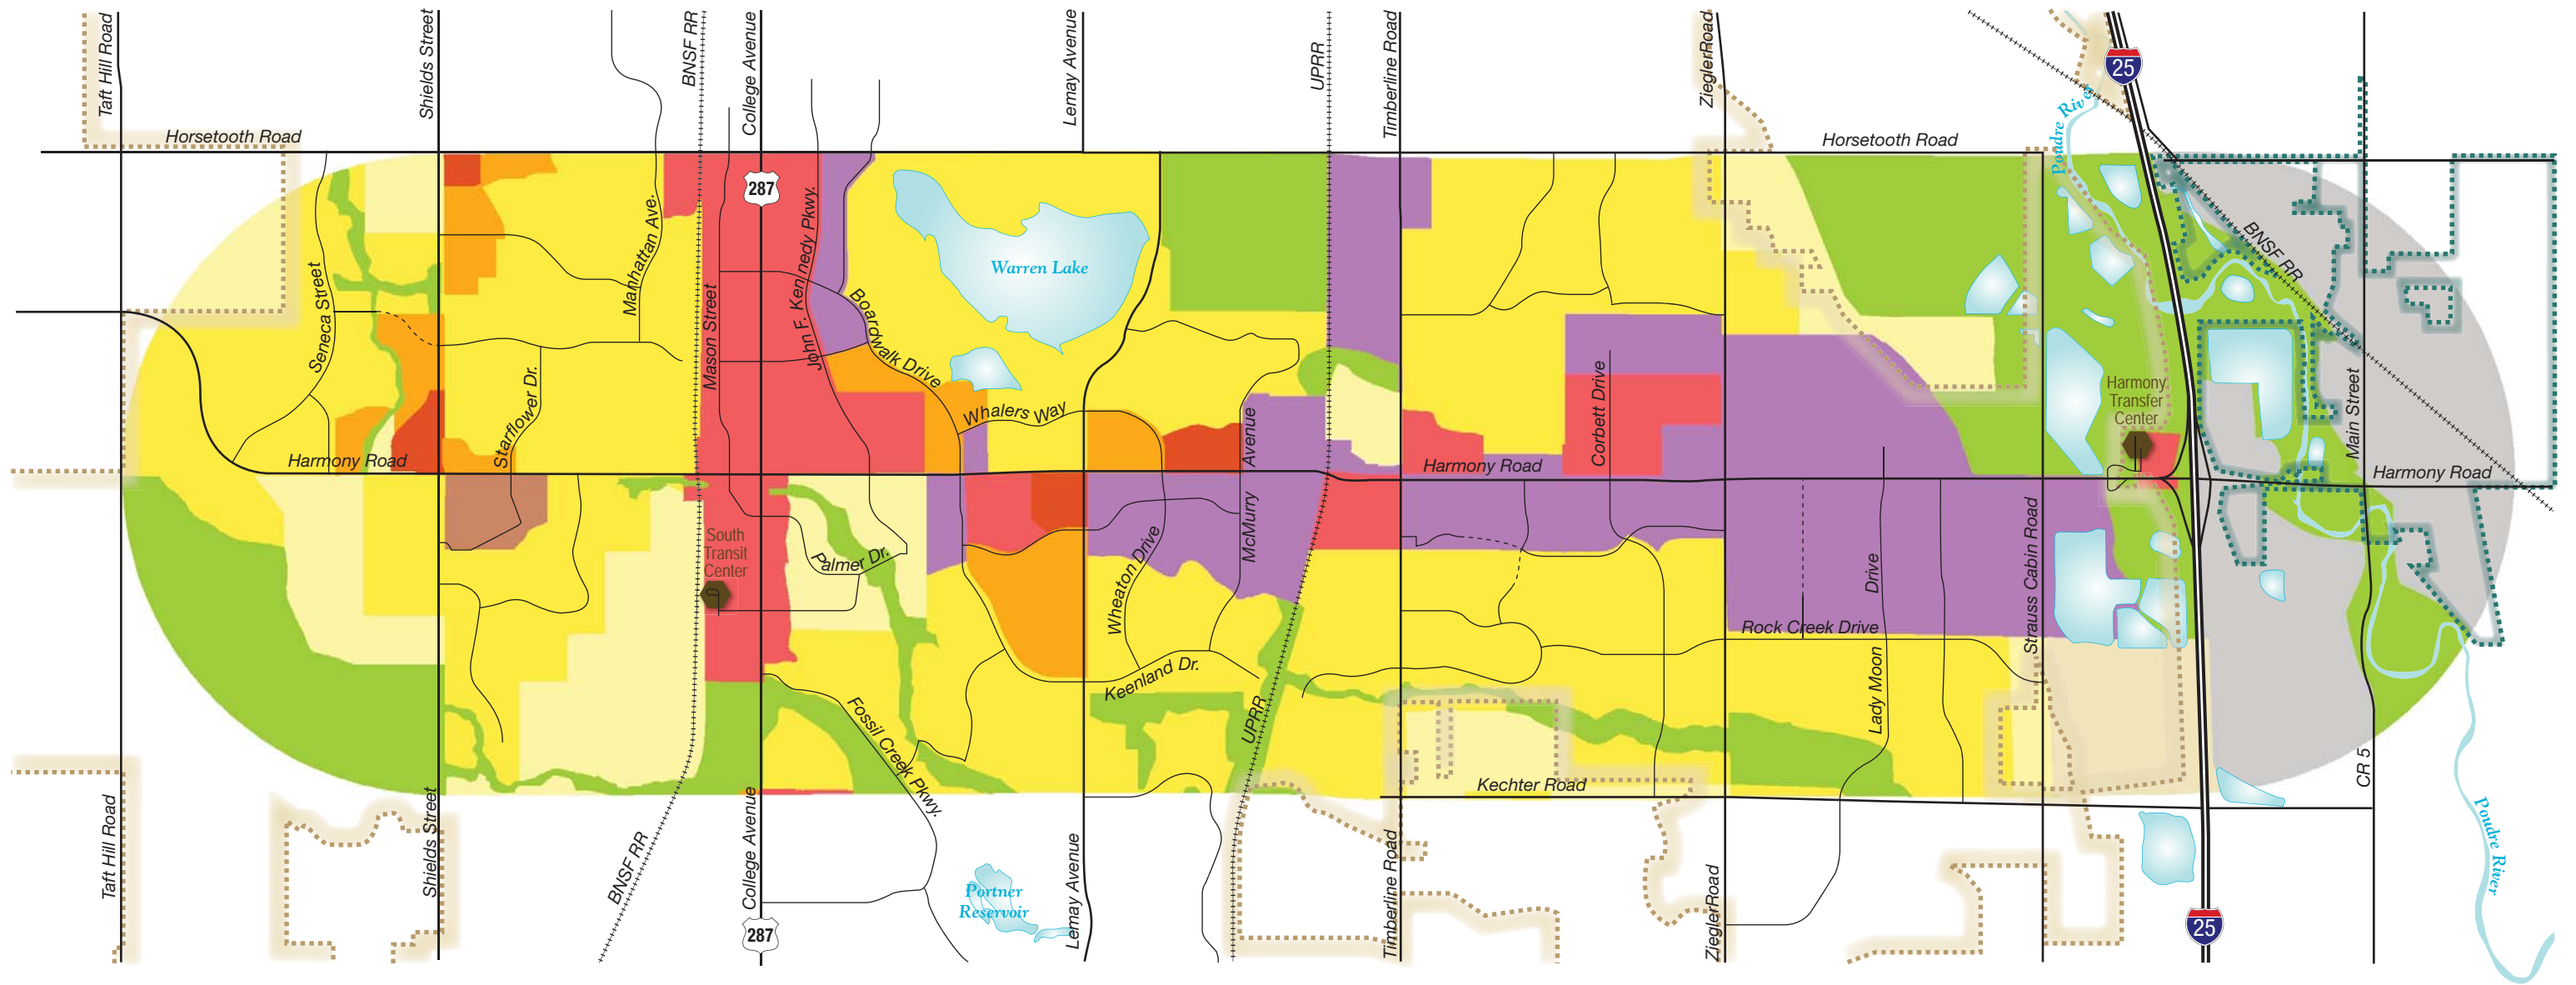 Taft Hill Road
Shields Street
BNSF RR
College Avenue
Lemay Avenue
UPRR
Timberline Road
ZieglerRoad
25
Horsetooth Road
Horsetooth Road
Poudre River
287
Manhattan Ave.
John F. Kennedy Pkwy.
Seneca Street
Mason Street
Warren Lake
BNSF RR
Boardwalk Drive
Starflower Dr.
Whalers Way
Corbett Drive
Harmony
Transfer
Center
Main Street
Avenue
Harmony Road
Harmony Road
Harmony Road
McMurry
South
Transit
Center
Palmer Dr.
Wheaton Drive
Drive
Strauss Cabin Road
Rock Creek Drive
Keenland Dr.
Lady Moon
Fossil Creek Pkwy.
UPRR
Kechter Road
CR 5
Taft Hill Road
Shields Street
BNSF RR
College Avenue
Portner
Reservoir
Lemay Avenue
Timberline Road
ZieglerRoad
Poudre River
287
25